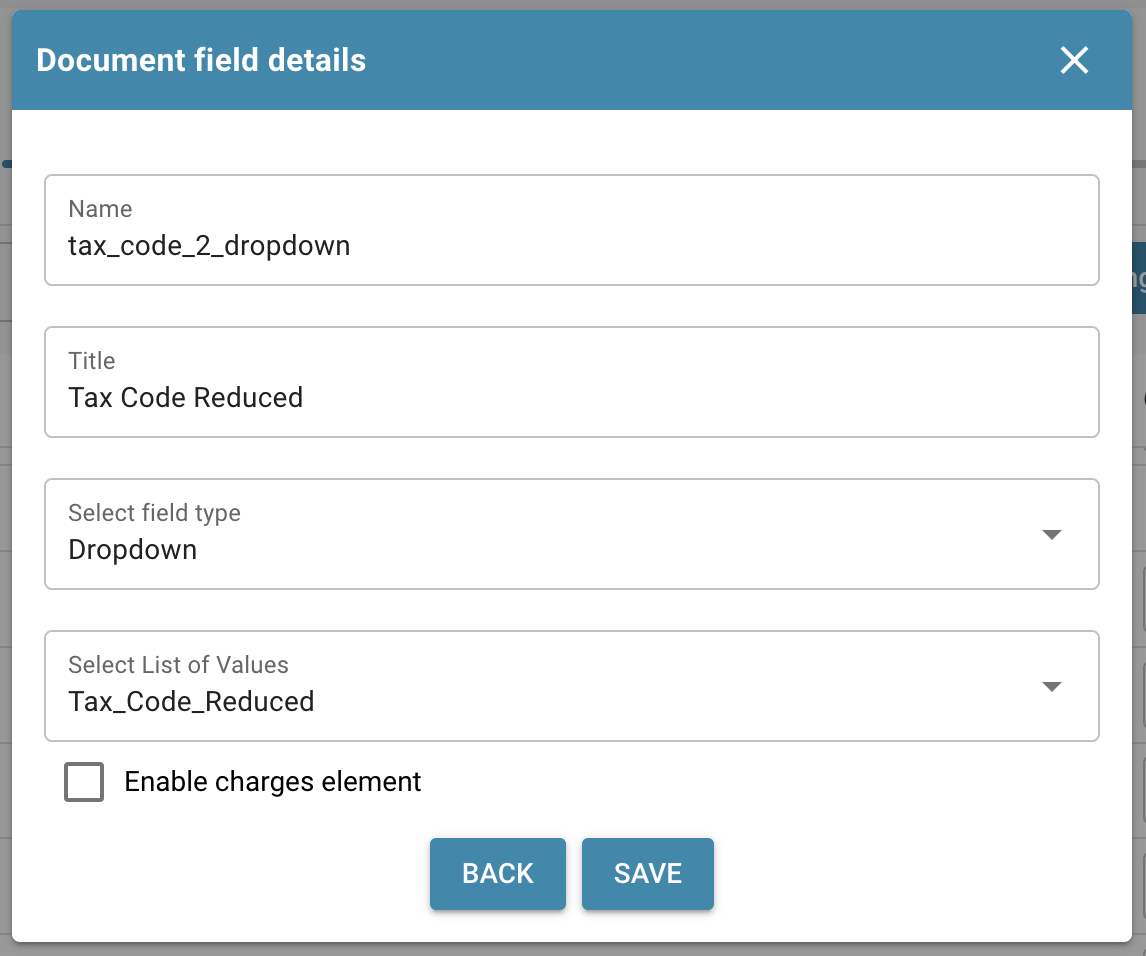 Document field details
Name
tax_code_2_dropdown
Title
Tax Code Reduced
Select field type
Dropdown
Select List of Values
Tax_Code_Reduced
Enable charges element
BACK SAVE